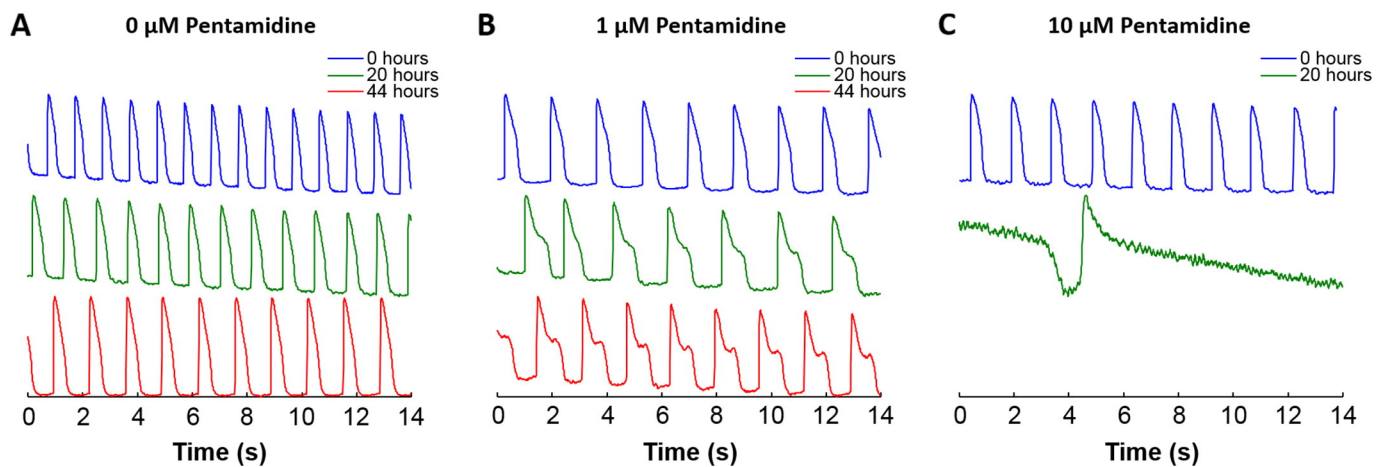 A
0 µM Pentamidine
0 hours
20 hours
44 hours
0 2 4 6 8 10 12 14
Time (s)
B
1 µM Pentamidine
0 hours
20 hours
44 hours
0 2 4 6 8 10 12 14
Time (s)
C
10 µM Pentamidine
0 hours
20 hours
0 2 4 6 8 10 12 14
Time (s)